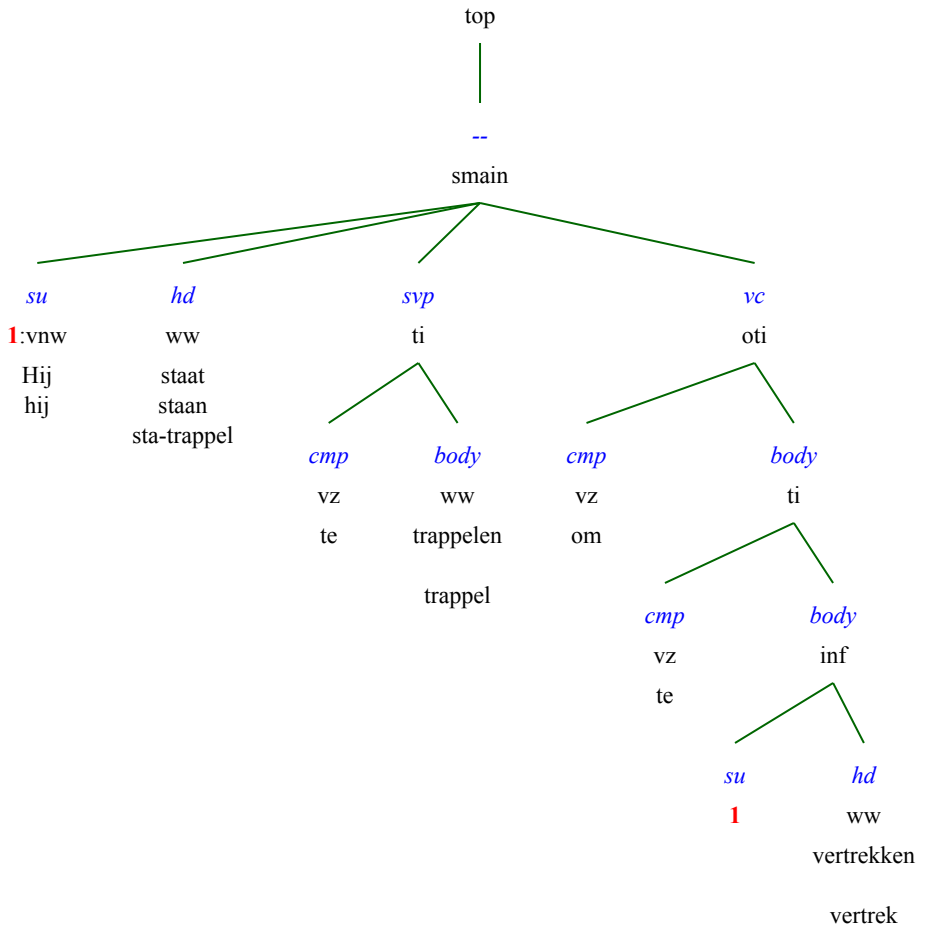 top
--
smain
su hd svp vc
1:vnw ww ti oti
Hij staat
hij staan
sta-trappel
cmp body cmp body
vz ww vz ti
te trappelen om
trappel
cmp body
vz inf
te
su hd
1 ww
vertrekken
vertrek